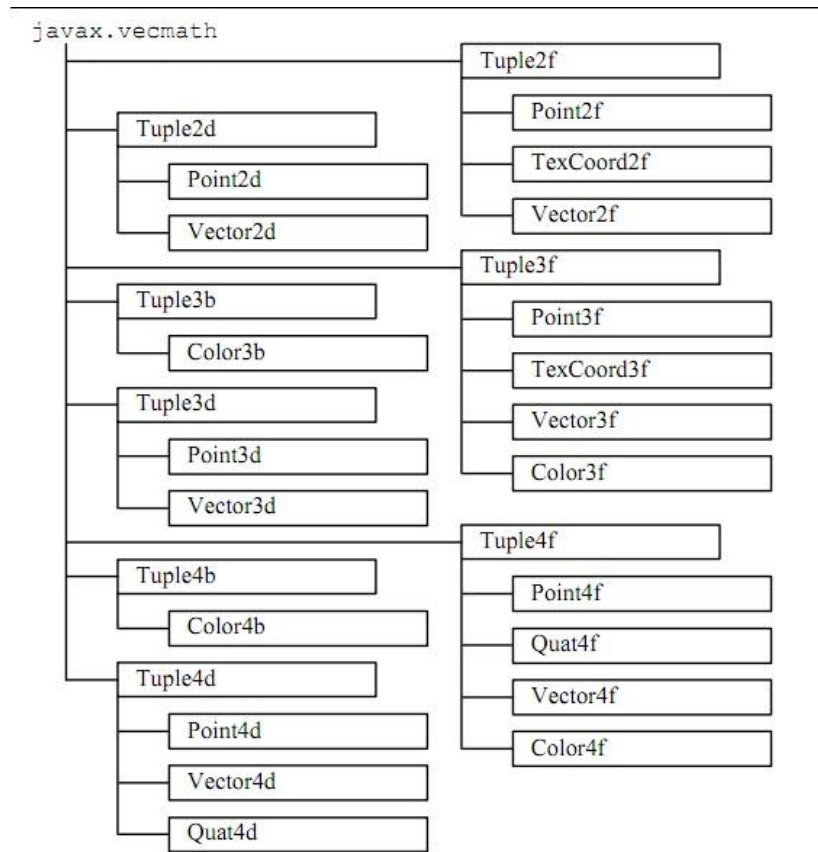 javax.vecmath
Tuple2f
Point2f
TexCoord2f
Vector2f
Tuple2d
Point2d
Vector2d
Tuple3f
Point3f
TexCoord3f
Vector3f
Color3f
Tuple3b
Color3b
Tuple3d
Point3d
Vector3d
Tuple4f
Point4f
Quat4f
Vector4f
Color4f
Tuple4b
Color4b
Tuple4d
Point4d
Vector4d
Quat4d